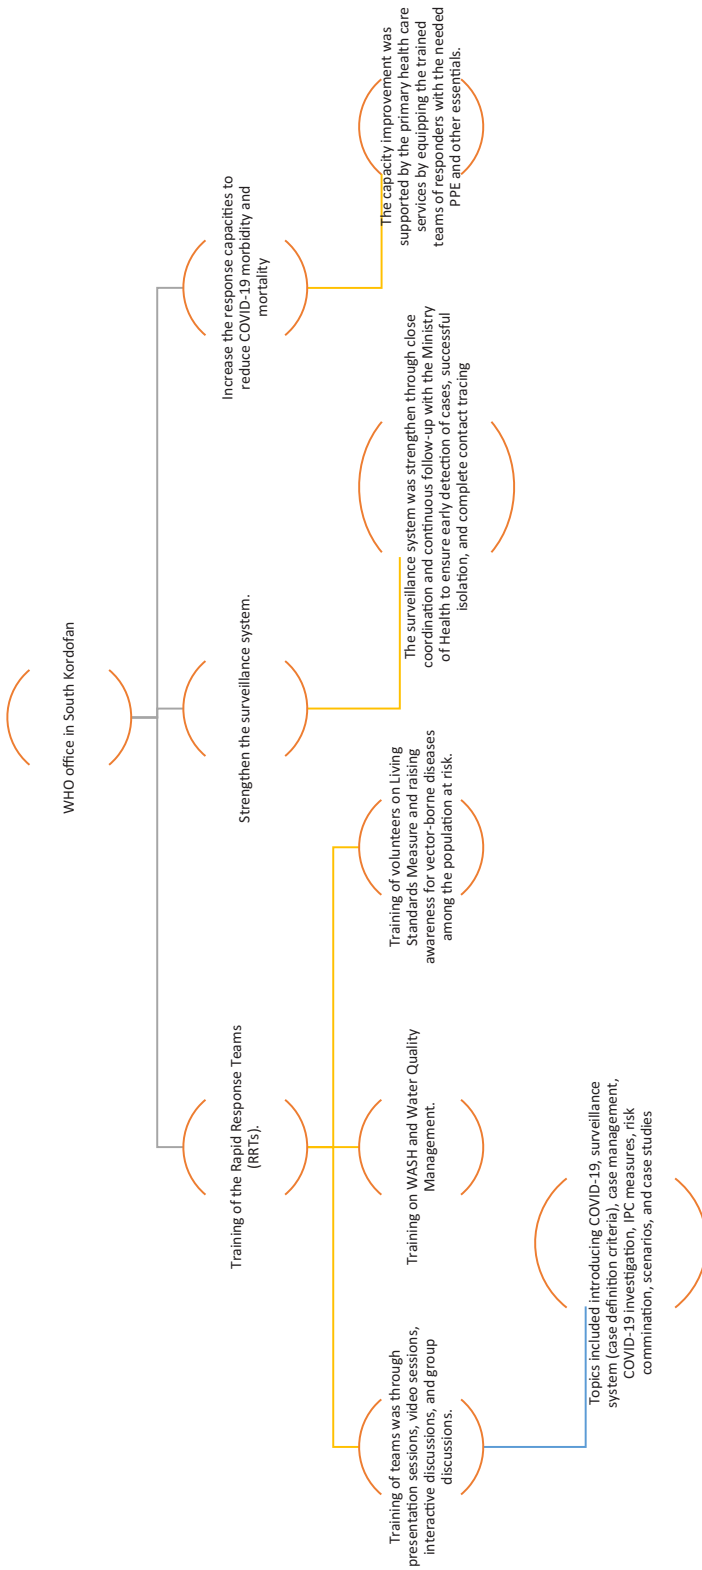 WHO office in South Kordofan
Training of the Rapid Response Teams
(RRTs).
Strengthen the surveillance system.
Increase the response capacities to
reduce COVID-19 morbidity and
mortality
Training of teams was through
presentation sessions, video sessions,
interactive discussions, and group
discussions.
Training on WASH and Water Quality
Management.
Training of volunteers on Living
Standards Measure and raising
awareness for vector-borne diseases
among the population at risk.
The surveillance system was strengthen through close
coordination and continuous follow-up with the Ministry
of Health to ensure early detection of cases, successful
isolation, and complete contact tracing
The capacity improvement was
supported by the primary health care
services by equipping the trained
teams of responders with the needed
PPE and other essentials.
Topics included introducing COVID-19, surveillance
system (case definition criteria), case management,
COVID-19 investigation, IPC measures, risk
commination, scenarios, and case studies